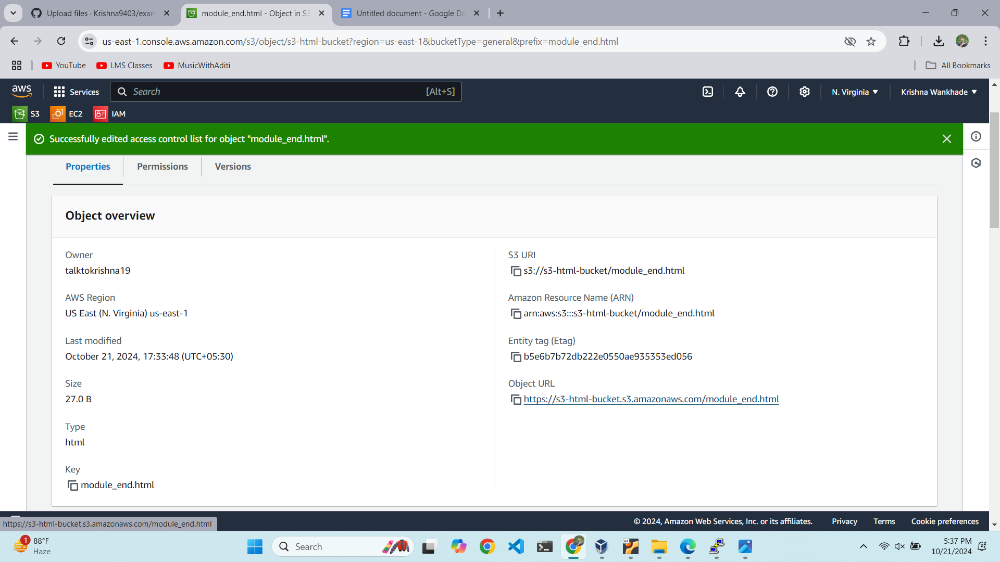 Upload files · Krishna9403/exam
module_end.html - Object in S3
Untitled document - Google Do
us-east-1.console.aws.amazon.com/s3/object/s3-html-bucket?region=us-east-1&bucketType=general&prefix=module_end.html
YouTube
LMS Classes
MusicWithAditi
All Bookmarks
aws
Services
Search
[Alt+S]
N. Virginia
Krishna Wankhade
S3
EC2
IAM
Successfully edited access control list for object "module_end.html".
Properties
Permissions
Versions
Object overview
Owner
talktokrishna19
AWS Region
US East (N. Virginia) us-east-1
Last modified
October 21, 2024, 17:33:48 (UTC+05:30)
Size
27.0 B
Type
html
Key
module_end.html
S3 URI
s3://s3-html-bucket/module_end.html
Amazon Resource Name (ARN)
arn:aws:s3:::s3-html-bucket/module_end.html
Entity tag (Etag)
b5e6b7b72db222e0550ae935353ed056
Object URL
https://s3-html-bucket.s3.amazonaws.com/module_end.html
https://s3-html-bucket.s3.amazonaws.com/module_end.html
© 2024, Amazon Web Services, Inc. or its affiliates.
Privacy
Terms
Cookie preferences
1
88°F
Haze
Search
64
5:37 PM
10/21/2024